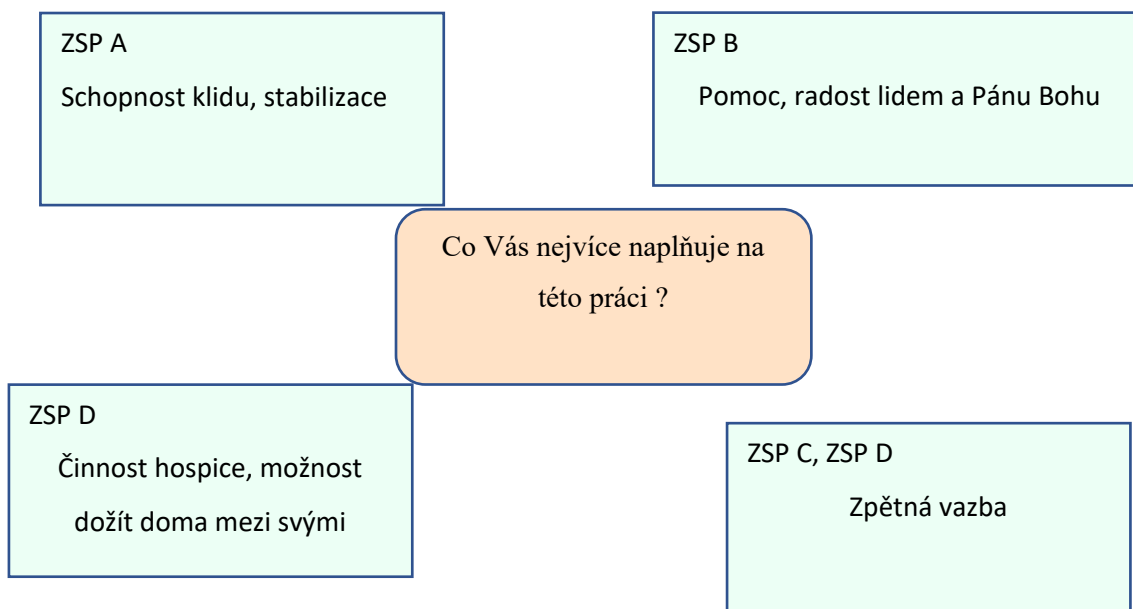 ZSP A
Schopnost klidu, stabilizace
ZSP B
Pomoc, radost lidem a Pánu Bohu
Co Vás nejvíce naplňuje na
této práci ?
ZSP D
Činnost hospice, možnost
dožít doma mezi svými
ZSP C, ZSP D
Zpětná vazba